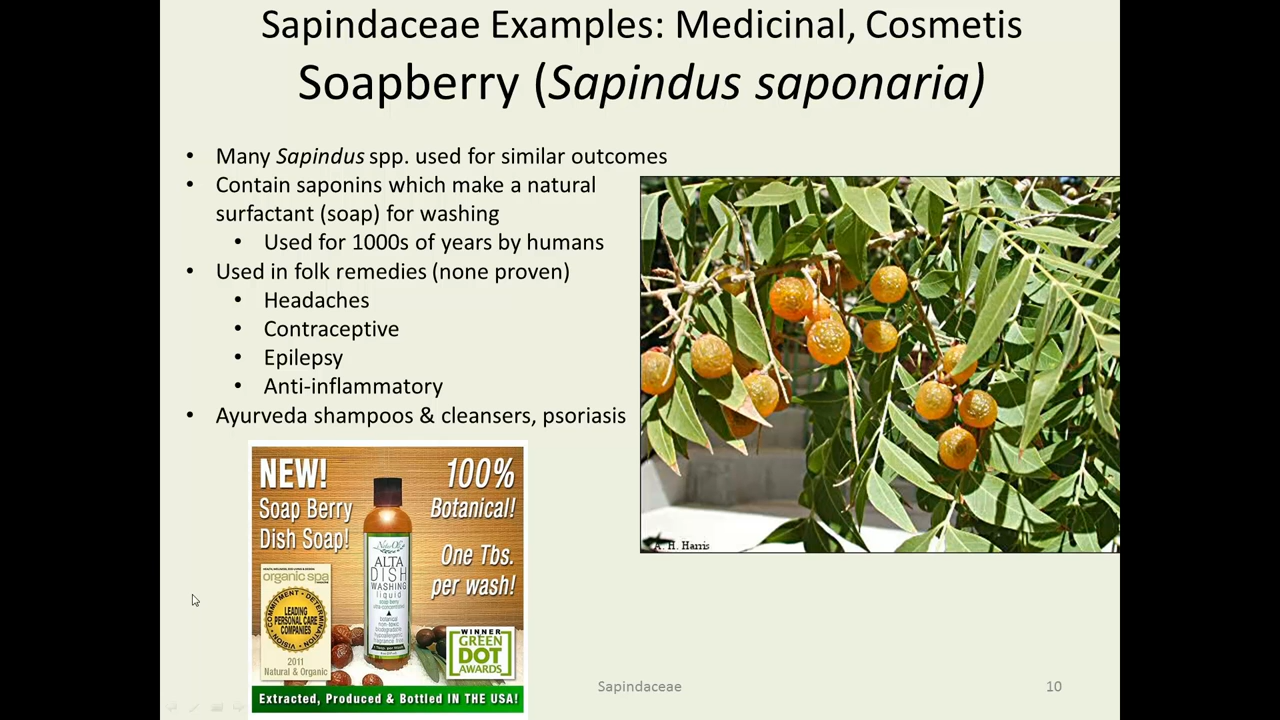 Sapindaceae Examples: Medicinal, Cosmetis
Soapberry (Sapindus saponaria)
• Many Sapindus spp. used for similar outcomes
• Contain saponins which make a natural
surfactant (soap) for washing
• Used for 1000s of years by humans
• Used in folk remedies (none proven)
• Headaches
• Contraceptive
• Epilepsy
• Anti-inflammatory
• Ayurveda shampoos & cleansers, psoriasis
A. H. Harris
NEW!
Soap Berry
Dish Soap!
100%
Botanical!
One Tbs.
per wash!
ALTA
DISH
WASHING
liquid
organic spa
COMMITMENT • DETERMINATION • VISION
LEADING
PERSONAL CARE
COMPANIES
2011
Natural & Organic
WINNER
GREEN
DOT
AWARDS
Extracted, Produced & Bottled IN THE USA!
Sapindaceae
10